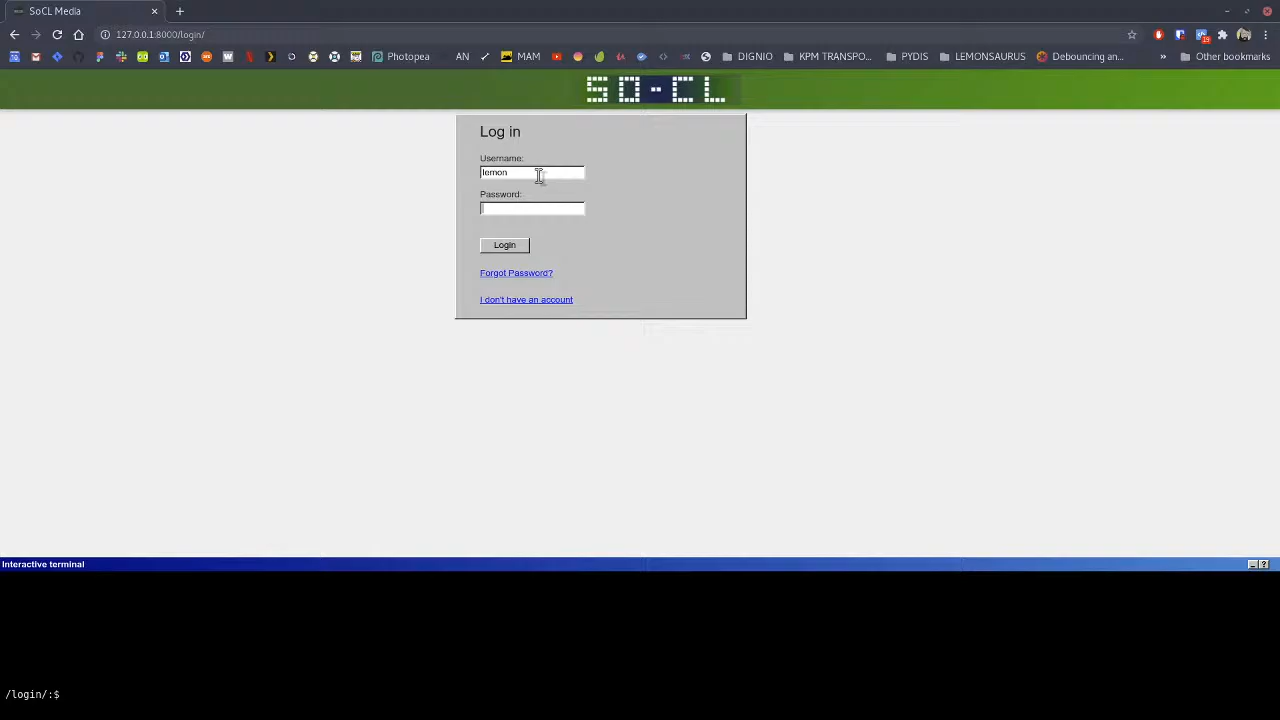 SoCL Media
127.0.0.1:8000/login/
Photopea
AN
MAM
DIGNIO
KPM TRANSPO...
PYDIS
LEMONSAURUS
Debouncing an...
»
Other bookmarks
SO-CL
Log in
Username:
lemon
Password:
Login
Forgot Password?
I don't have an account
Interactive terminal
/login/:$